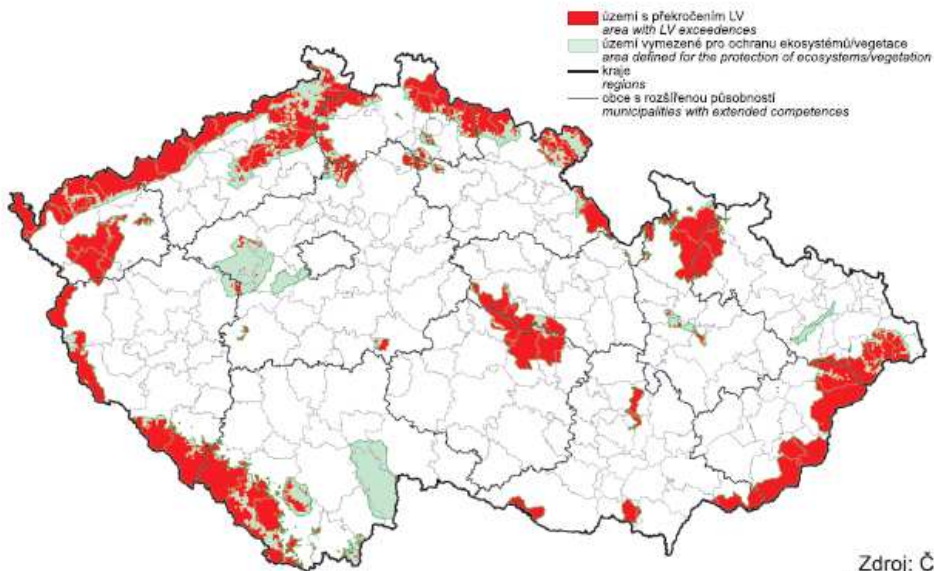 území s překročením LV
area with LV exceedences
území vymezené pro ochranu ekosystémů/vegetace
area defined for the protection of ecosystems/vegetation
kraje
regions
obce s rozšířenou působností
municipalities with extended competences
Zdroj: Č